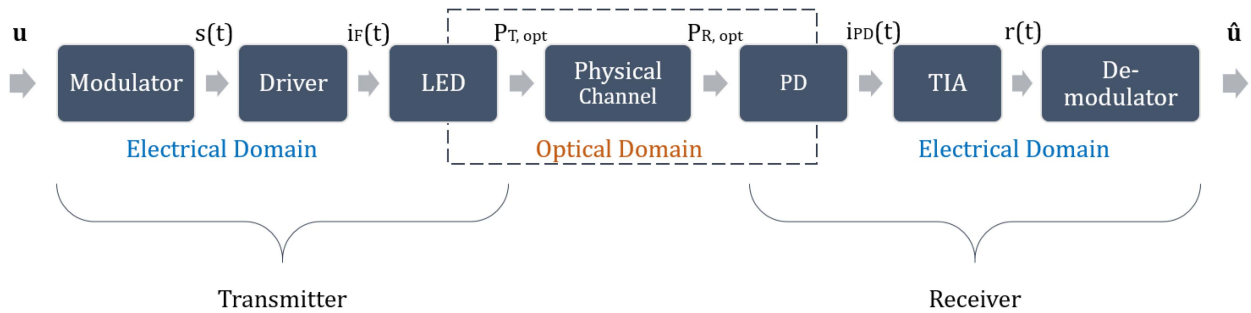 u
s(t)
iF(t)
PT, opt
PR, opt
iPD(t)
r(t)
û
Modulator
Driver
LED
Physical
Channel
PD
TIA
De-
modulator
Electrical Domain
Optical Domain
Electrical Domain
Transmitter
Receiver